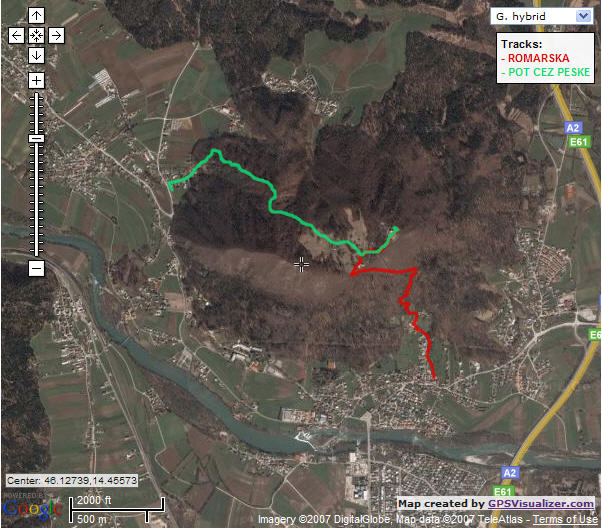 G. hybrid
Tracks:
- ROMARSKA
- POT CEZ PESKE
A2
E61
E6
Center: 46.12739,14.45573
A2
E61
POWERED BY
Google
2000 ft
500 m
Map created by GPSVisualizer.com
Imagery ©2007 DigitalGlobe, Map data ©2007 TeleAtlas - Terms of Use